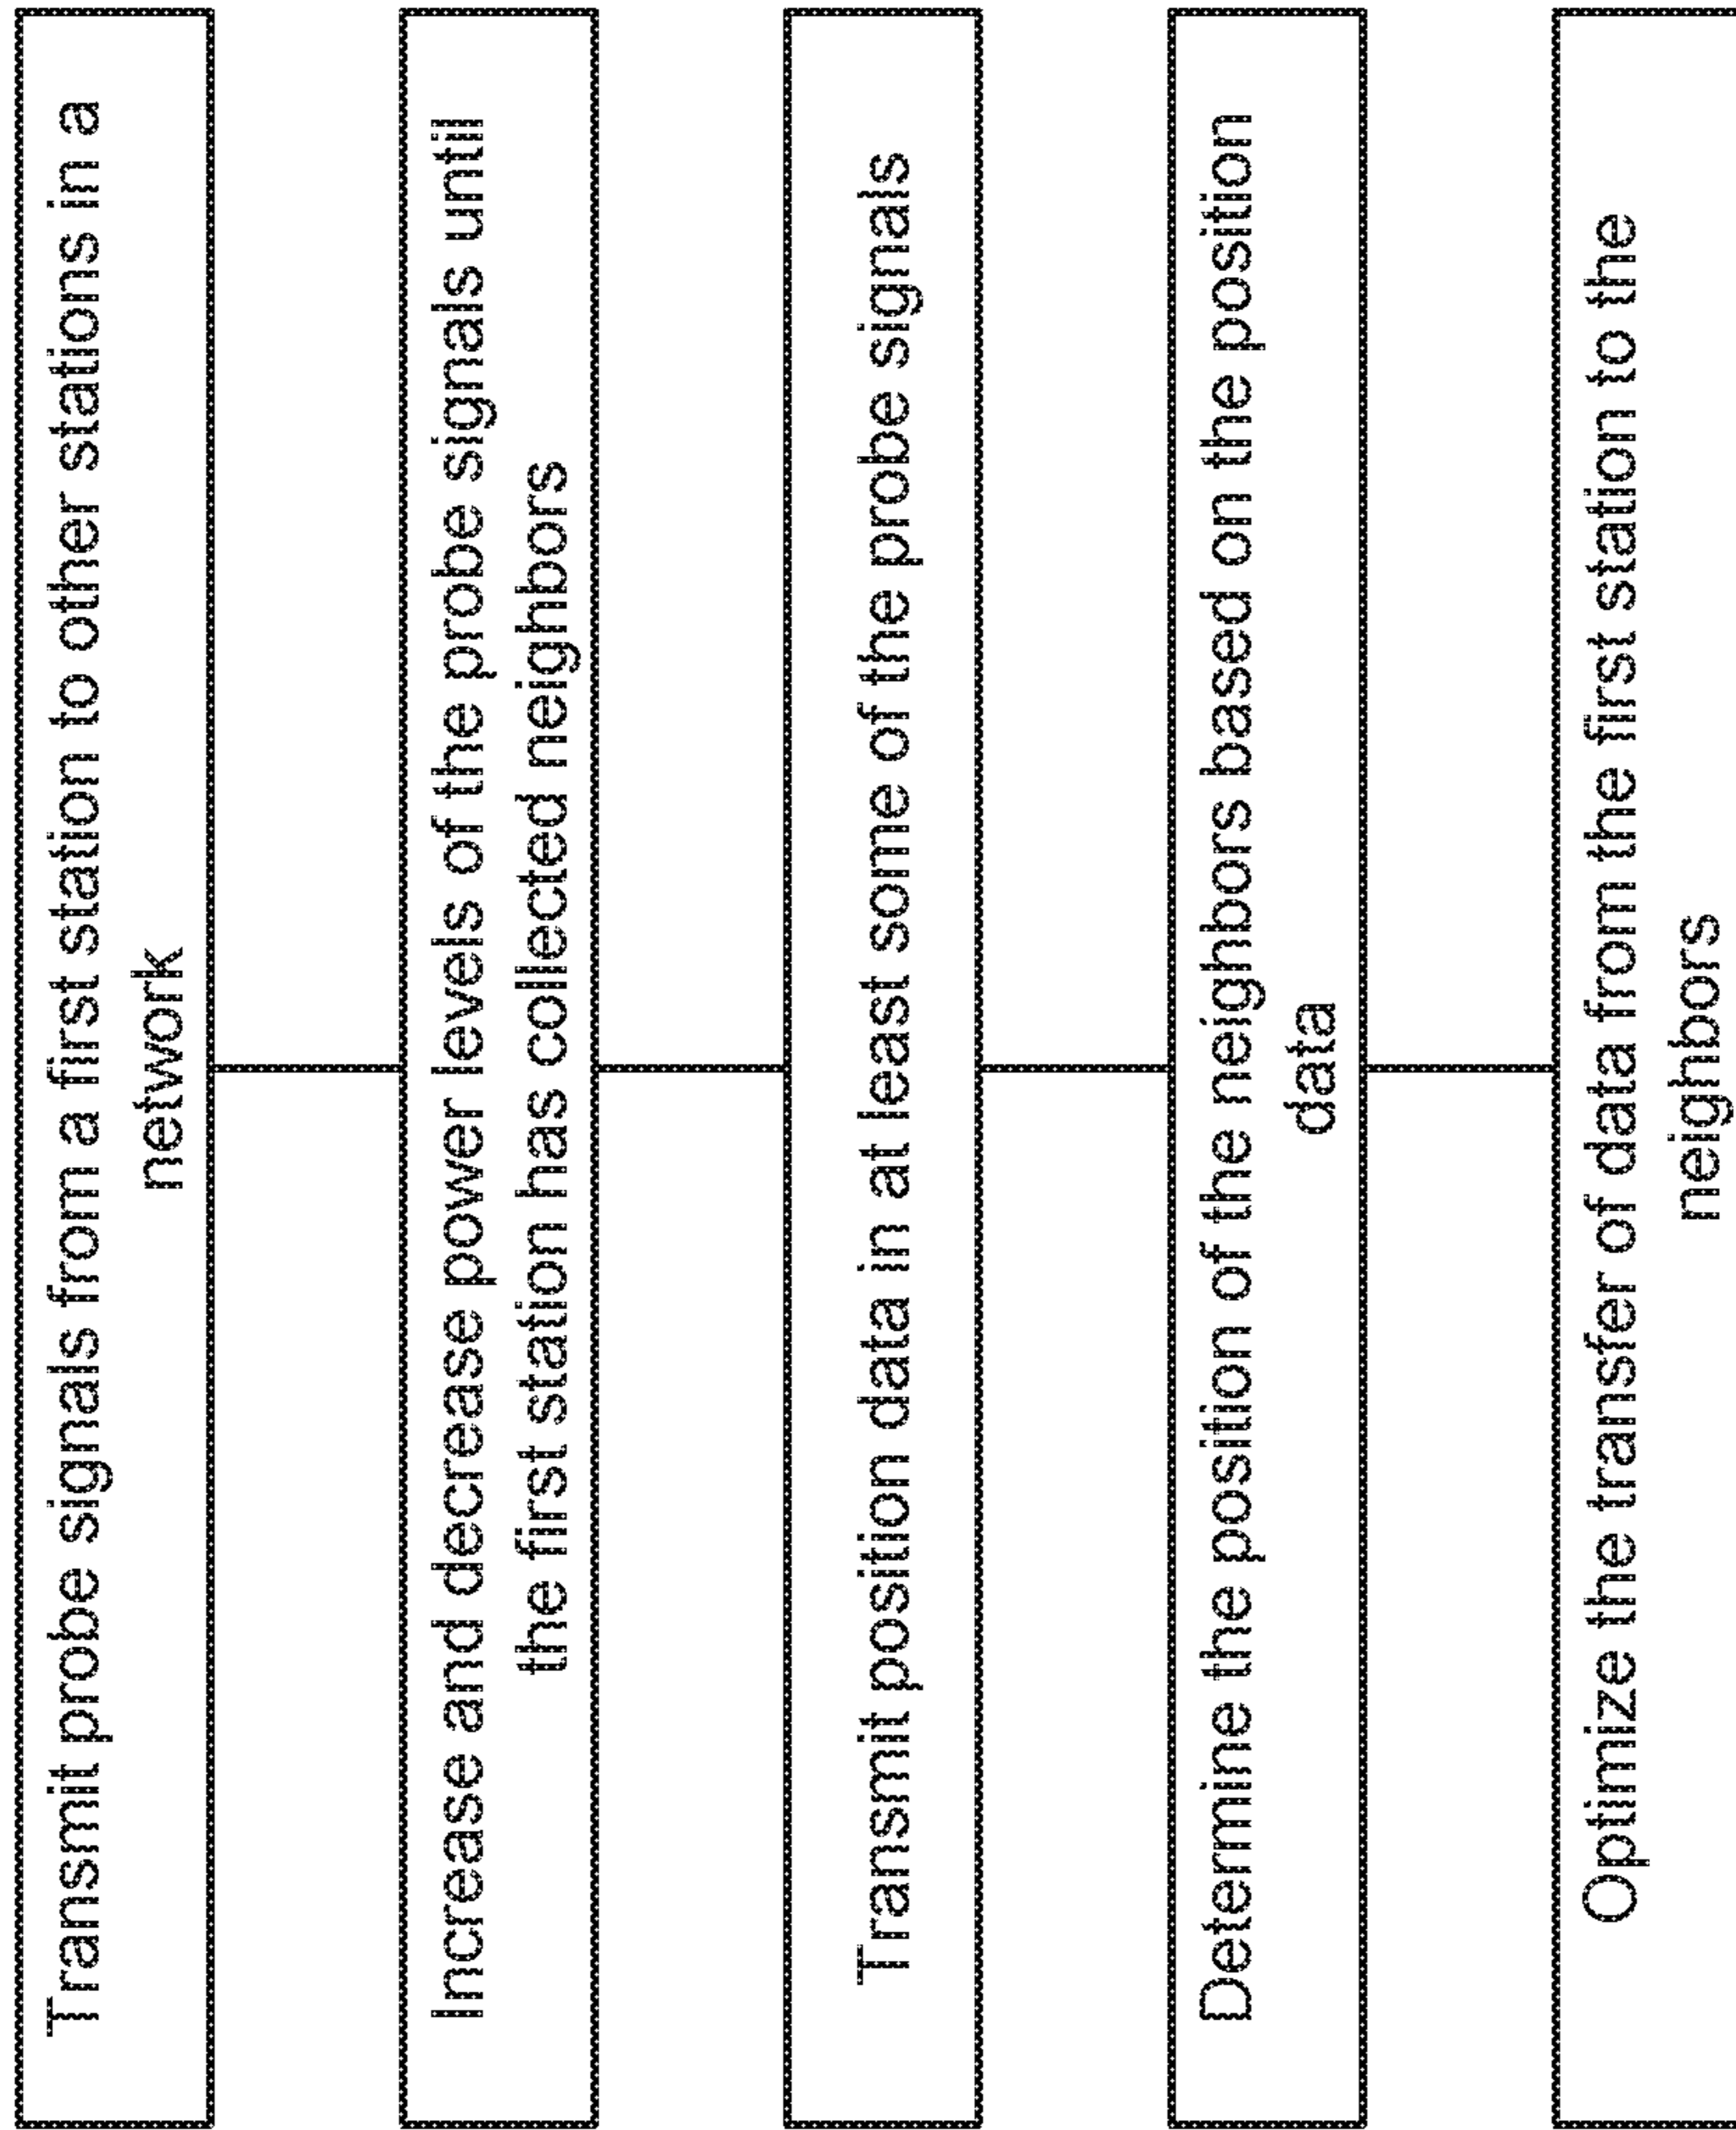 Transmit probe signals from a first station to other stations in a
network
Increase and decrease power levels of the probe signals until
the first station has collected neighbors
Transmit position data in at least some of the probe signals
Determine the position of the neighbors based on the position
data
Optimize the transfer of data from the first station to the
neighbors